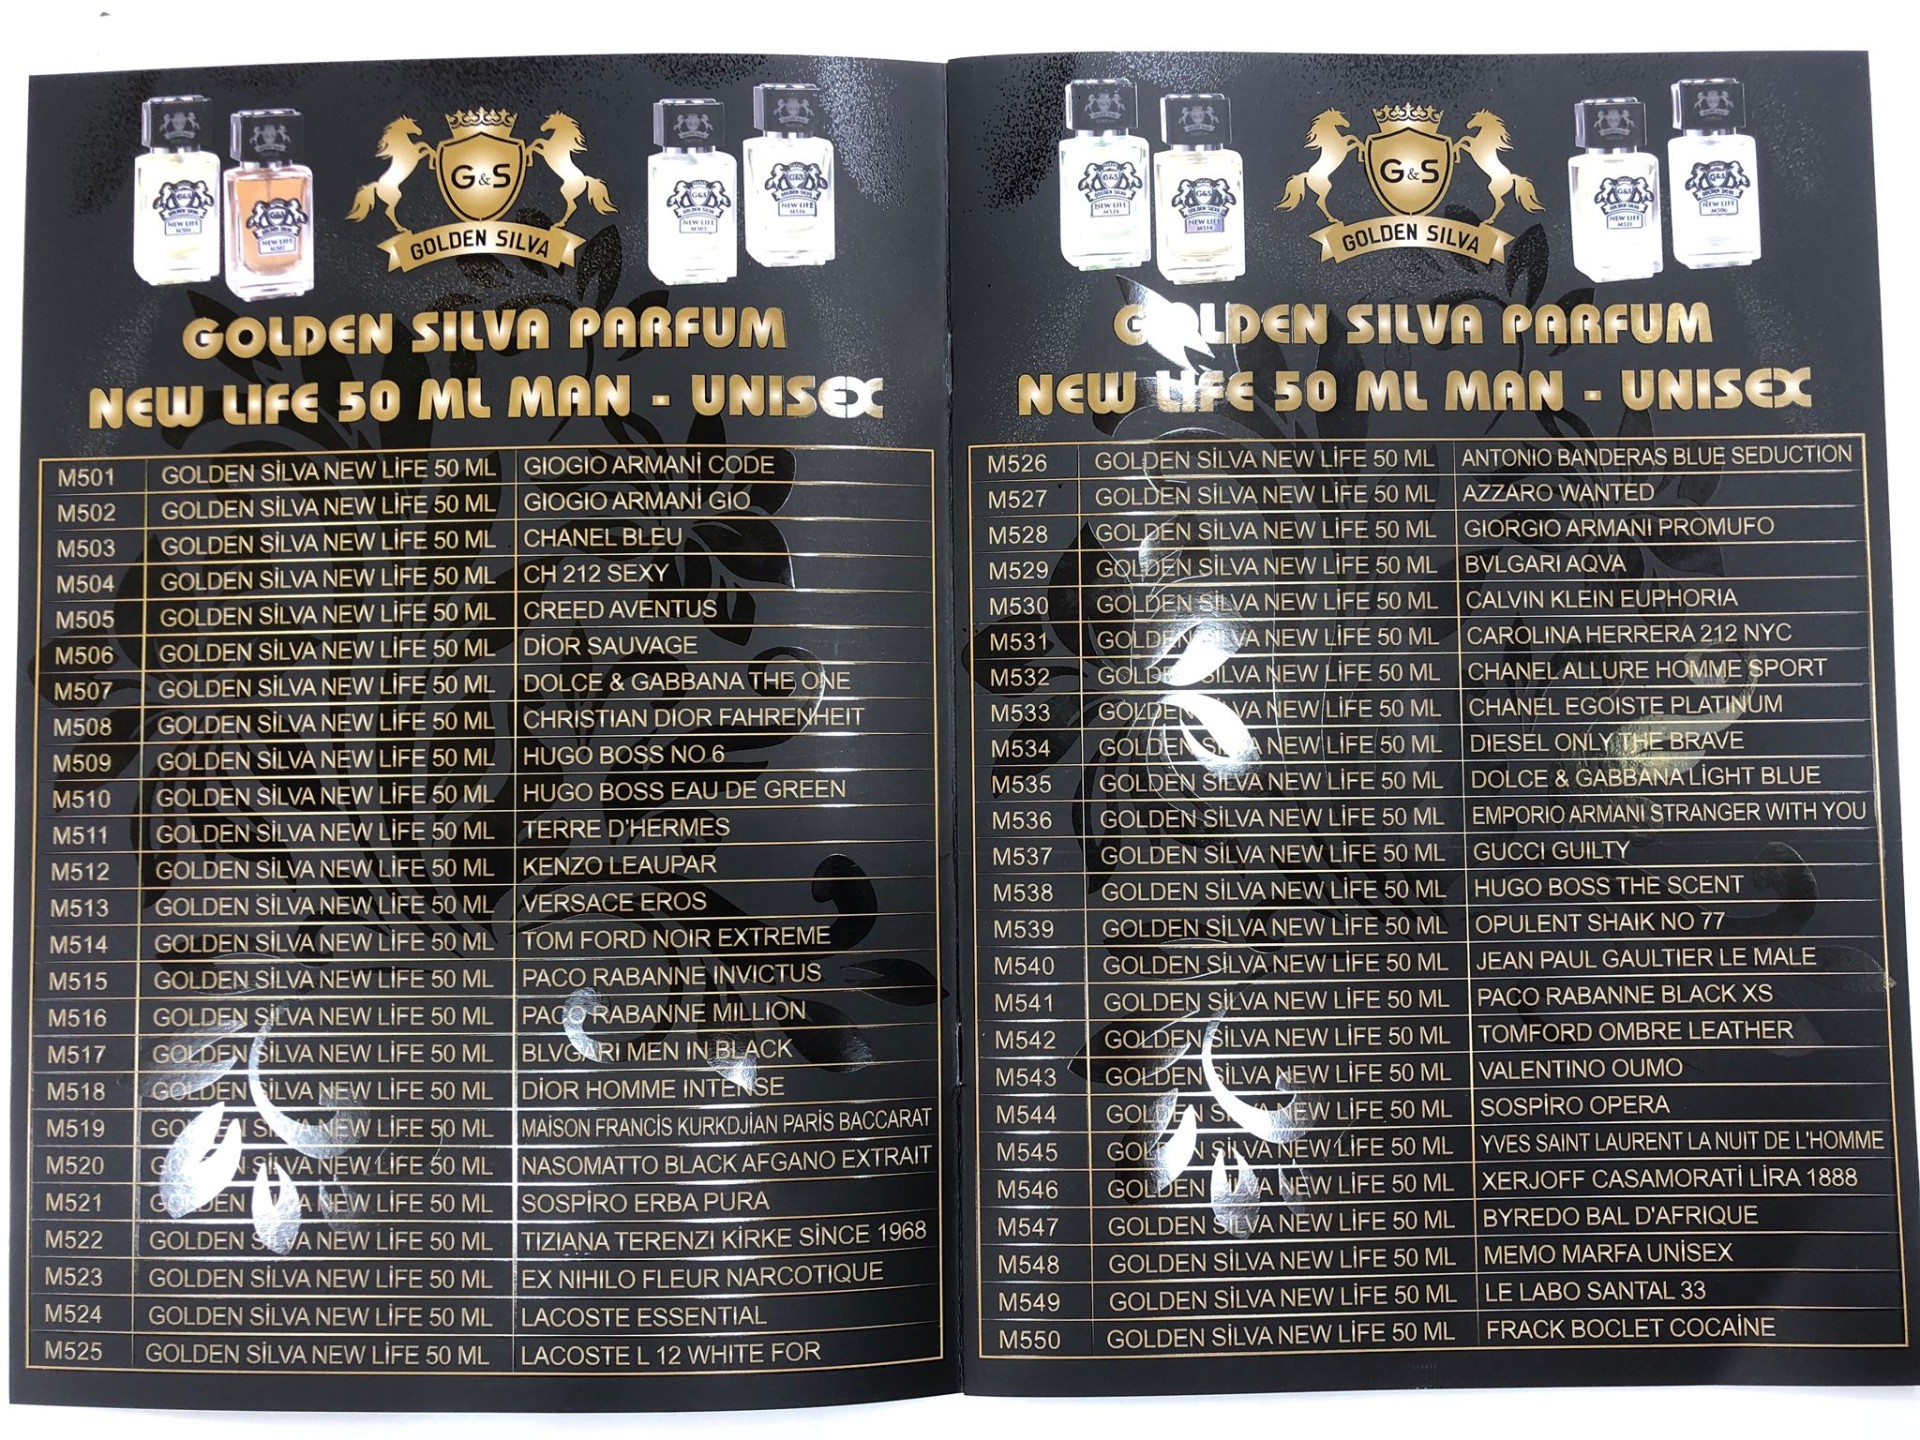 G&S
GOLDEN SILVA
GOLDEN SILVA PARFUM
NEW LIFE 50 ML MAN - UNISEX
M501 GOLDEN SİLVA NEW LİFE 50 ML GIOGIO ARMANİ CODE
M502 GOLDEN SİLVA NEW LİFE 50 ML GIOGIO ARMANİ GIO
M503 GOLDEN SİLVA NEW LİFE 50 ML CHANEL BLEU
M504 GOLDEN SİLVA NEW LİFE 50 ML CH 212 SEXY
M505 GOLDEN SİLVA NEW LİFE 50 ML CREED AVENTUS
M506 GOLDEN SİLVA NEW LİFE 50 ML DİOR SAUVAGE
M507 GOLDEN SİLVA NEW LİFE 50 ML DOLCE & GABBANA THE ONE
M508 GOLDEN SİLVA NEW LİFE 50 ML CHRISTIAN DIOR FAHRENHEIT
M509 GOLDEN SİLVA NEW LİFE 50 ML HUGO BOSS NO 6
M510 GOLDEN SİLVA NEW LİFE 50 ML HUGO BOSS EAU DE GREEN
M511 GOLDEN SİLVA NEW LİFE 50 ML TERRE D'HERMES
M512 GOLDEN SİLVA NEW LİFE 50 ML KENZO LEAUPAR
M513 GOLDEN SİLVA NEW LİFE 50 ML VERSACE EROS
M514 GOLDEN SİLVA NEW LİFE 50 ML TOM FORD NOIR EXTREME
M515 GOLDEN SİLVA NEW LİFE 50 ML PACO RABANNE INVICTUS
M516 GOLDEN SİLVA NEW LİFE 50 ML PACO RABANNE MILLION
M517 GOLDEN SİLVA NEW LİFE 50 ML BLVGARI MEN IN BLACK
M518 GOLDEN SİLVA NEW LİFE 50 ML DİOR HOMME INTENSE
M519 GOLDEN SİLVA NEW LİFE 50 ML MAİSON FRANCİS KURKDJİAN PARİS BACCARAT
M520 GOLDEN SİLVA NEW LİFE 50 ML NASOMATTO BLACK AFGANO EXTRAIT
M521 GOLDEN SİLVA NEW LİFE 50 ML SOSPİRO ERBA PURA
M522 GOLDEN SİLVA NEW LİFE 50 ML TIZIANA TERENZI KİRKE SİNCE 1968
M523 GOLDEN SİLVA NEW LİFE 50 ML EX NIHILO FLEUR NARCOTIQUE
M524 GOLDEN SİLVA NEW LİFE 50 ML LACOSTE ESSENTIAL
M525 GOLDEN SİLVA NEW LİFE 50 ML LACOSTE L 12 WHITE FOR
G&S
GOLDEN SILVA
GOLDEN SILVA PARFUM
NEW LIFE 50 ML MAN - UNISEX
M526 GOLDEN SİLVA NEW LİFE 50 ML ANTONIO BANDERAS BLUE SEDUCTION
M527 GOLDEN SİLVA NEW LİFE 50 ML AZZARO WANTED
M528 GOLDEN SİLVA NEW LİFE 50 ML GIORGIO ARMANI PROMUFO
M529 GOLDEN SİLVA NEW LİFE 50 ML BVLGARI AQVA
M530 GOLDEN SİLVA NEW LİFE 50 ML CALVIN KLEIN EUPHORIA
M531 GOLDEN SİLVA NEW LİFE 50 ML CAROLINA HERRERA 212 NYC
M532 GOLDEN SİLVA NEW LİFE 50 ML CHANEL ALLURE HOMME SPORT
M533 GOLDEN SİLVA NEW LİFE 50 ML CHANEL EGOISTE PLATINUM
M534 GOLDEN SİLVA NEW LİFE 50 ML DIESEL ONLY THE BRAVE
M535 GOLDEN SİLVA NEW LİFE 50 ML DOLCE & GABBANA LİGHT BLUE
M536 GOLDEN SİLVA NEW LİFE 50 ML EMPORIO ARMANI STRANGER WITH YOU
M537 GOLDEN SİLVA NEW LİFE 50 ML GUCCI GUILTY
M538 GOLDEN SİLVA NEW LİFE 50 ML HUGO BOSS THE SCENT
M539 GOLDEN SİLVA NEW LİFE 50 ML OPULENT SHAIK NO 77
M540 GOLDEN SİLVA NEW LİFE 50 ML JEAN PAUL GAULTIER LE MALE
M541 GOLDEN SİLVA NEW LİFE 50 ML PACO RABANNE BLACK XS
M542 GOLDEN SİLVA NEW LİFE 50 ML TOMFORD OMBRE LEATHER
M543 GOLDEN SİLVA NEW LİFE 50 ML VALENTINO OUMO
M544 GOLDEN SİLVA NEW LİFE 50 ML SOSPİRO OPERA
M545 GOLDEN SİLVA NEW LİFE 50 ML YVES SAINT LAURENT LA NUIT DE L'HOMME
M546 GOLDEN SİLVA NEW LİFE 50 ML XERJOFF CASAMORATİ LİRA 1888
M547 GOLDEN SİLVA NEW LİFE 50 ML BYREDO BAL D'AFRIQUE
M548 GOLDEN SİLVA NEW LİFE 50 ML MEMO MARFA UNİSEX
M549 GOLDEN SİLVA NEW LİFE 50 ML LE LABO SANTAL 33
M550 GOLDEN SİLVA NEW LİFE 50 ML FRACK BOCLET COCAİNE